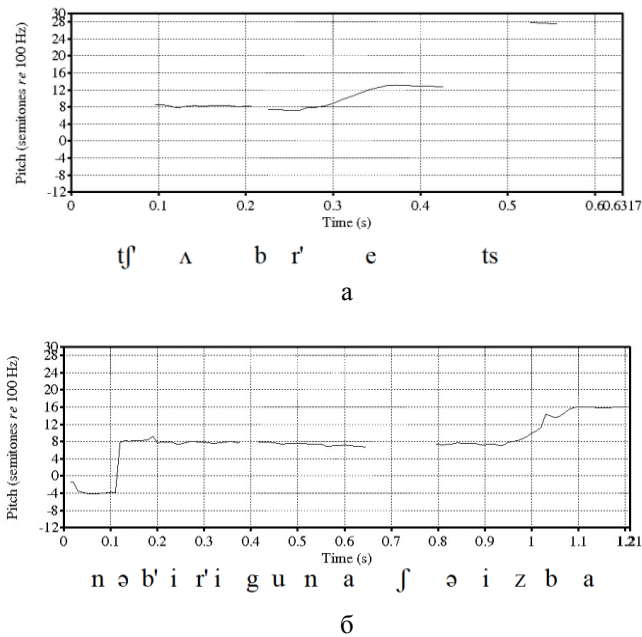 Pitch (semitones re 100 Hz)
30
28
24
20
16
12
8
4
0
-4
-8
-12
0 0.1 0.2 0.3 0.4 0.5 0.6 0.6317
Time (s)
tʃ' ʌ b r' e ts
а
Pitch (semitones re 100 Hz)
30
28
24
20
16
12
8
4
0
-4
-8
-12
0 0.1 0.2 0.3 0.4 0.5 0.6 0.7 0.8 0.9 1 1.1 1.21
Time (s)
n ə b' i r' i g u n a ʃ ə i z b a
б